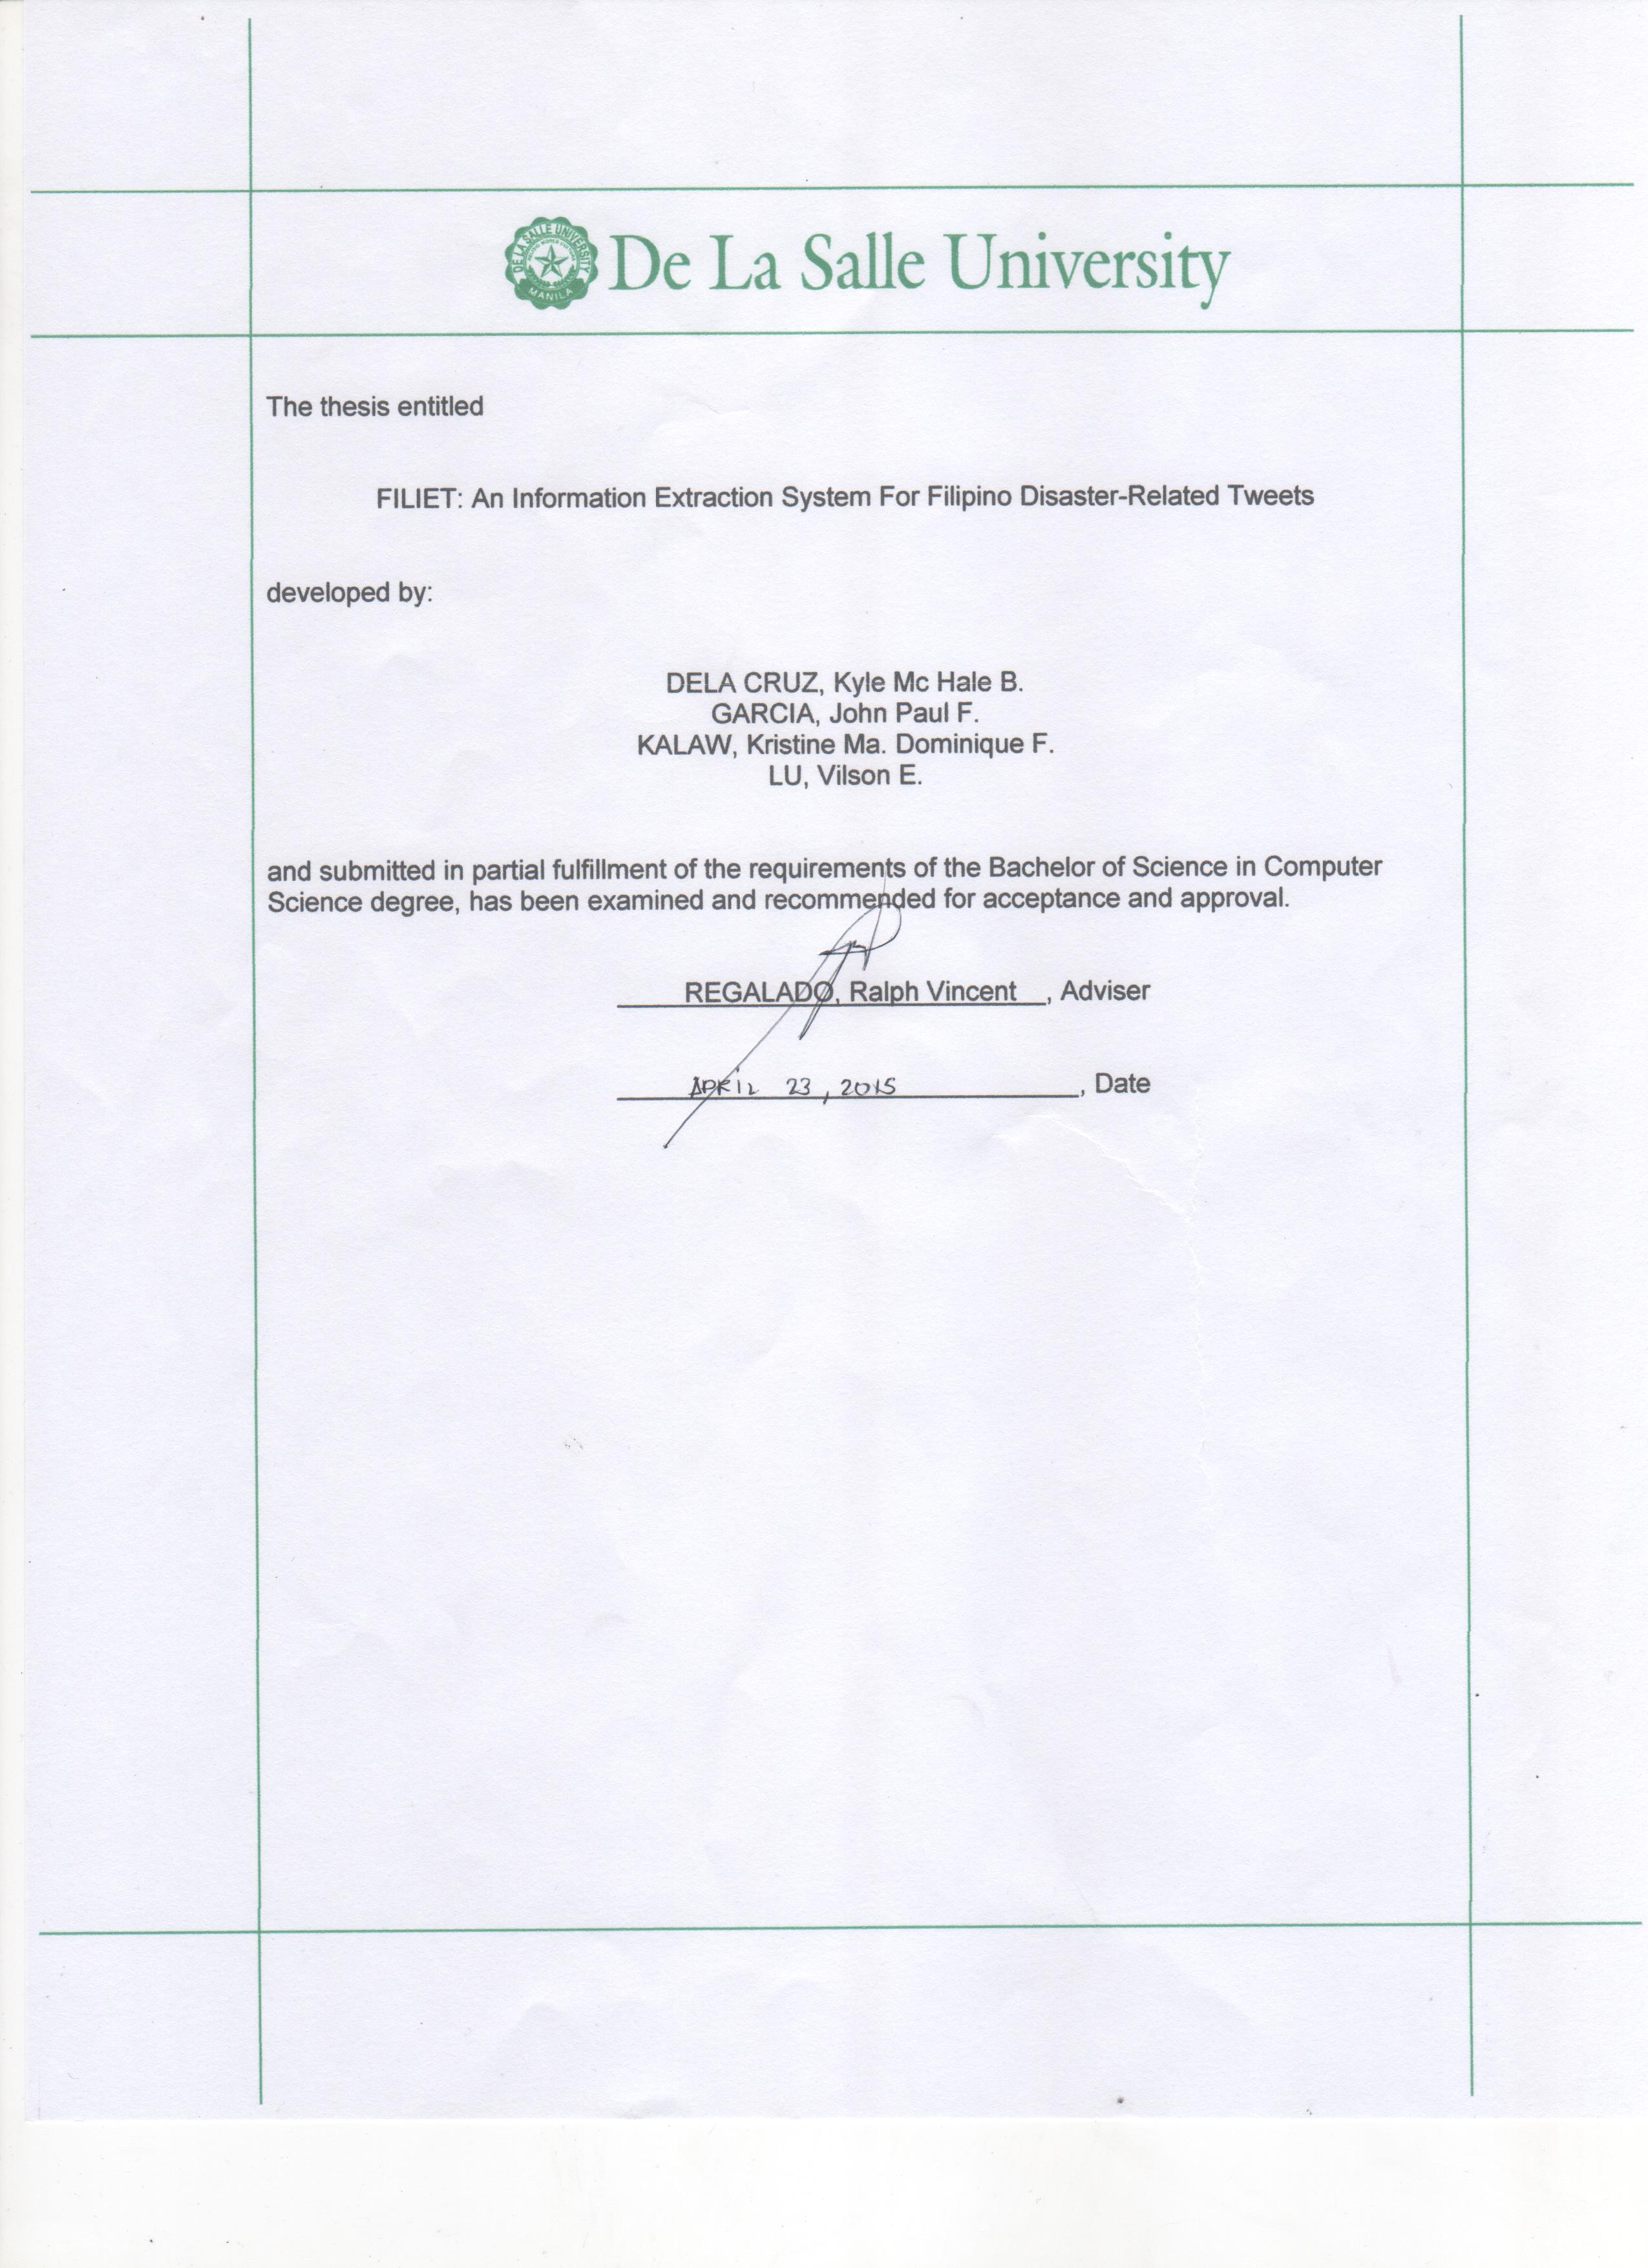 DE LA SALLE UNIVERSITY
MANILA
De La Salle University
The thesis entitled
FILIET: An Information Extraction System For Filipino Disaster-Related Tweets
developed by:
DELA CRUZ, Kyle Mc Hale B.
GARCIA, John Paul F.
KALAW, Kristine Ma. Dominique F.
LU, Vilson E.
and submitted in partial fulfillment of the requirements of the Bachelor of Science in Computer
Science degree, has been examined and recommended for acceptance and approval.
REGALADO, Ralph Vincent , Adviser
APRIL 23, 2015 , Date